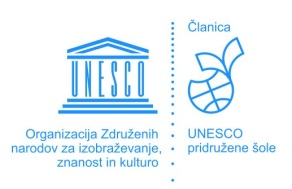 UNESCO
Organizacija Združenih
narodov za izobraževanje,
znanost in kulturo
Članica
UNESCO
pridružene šole